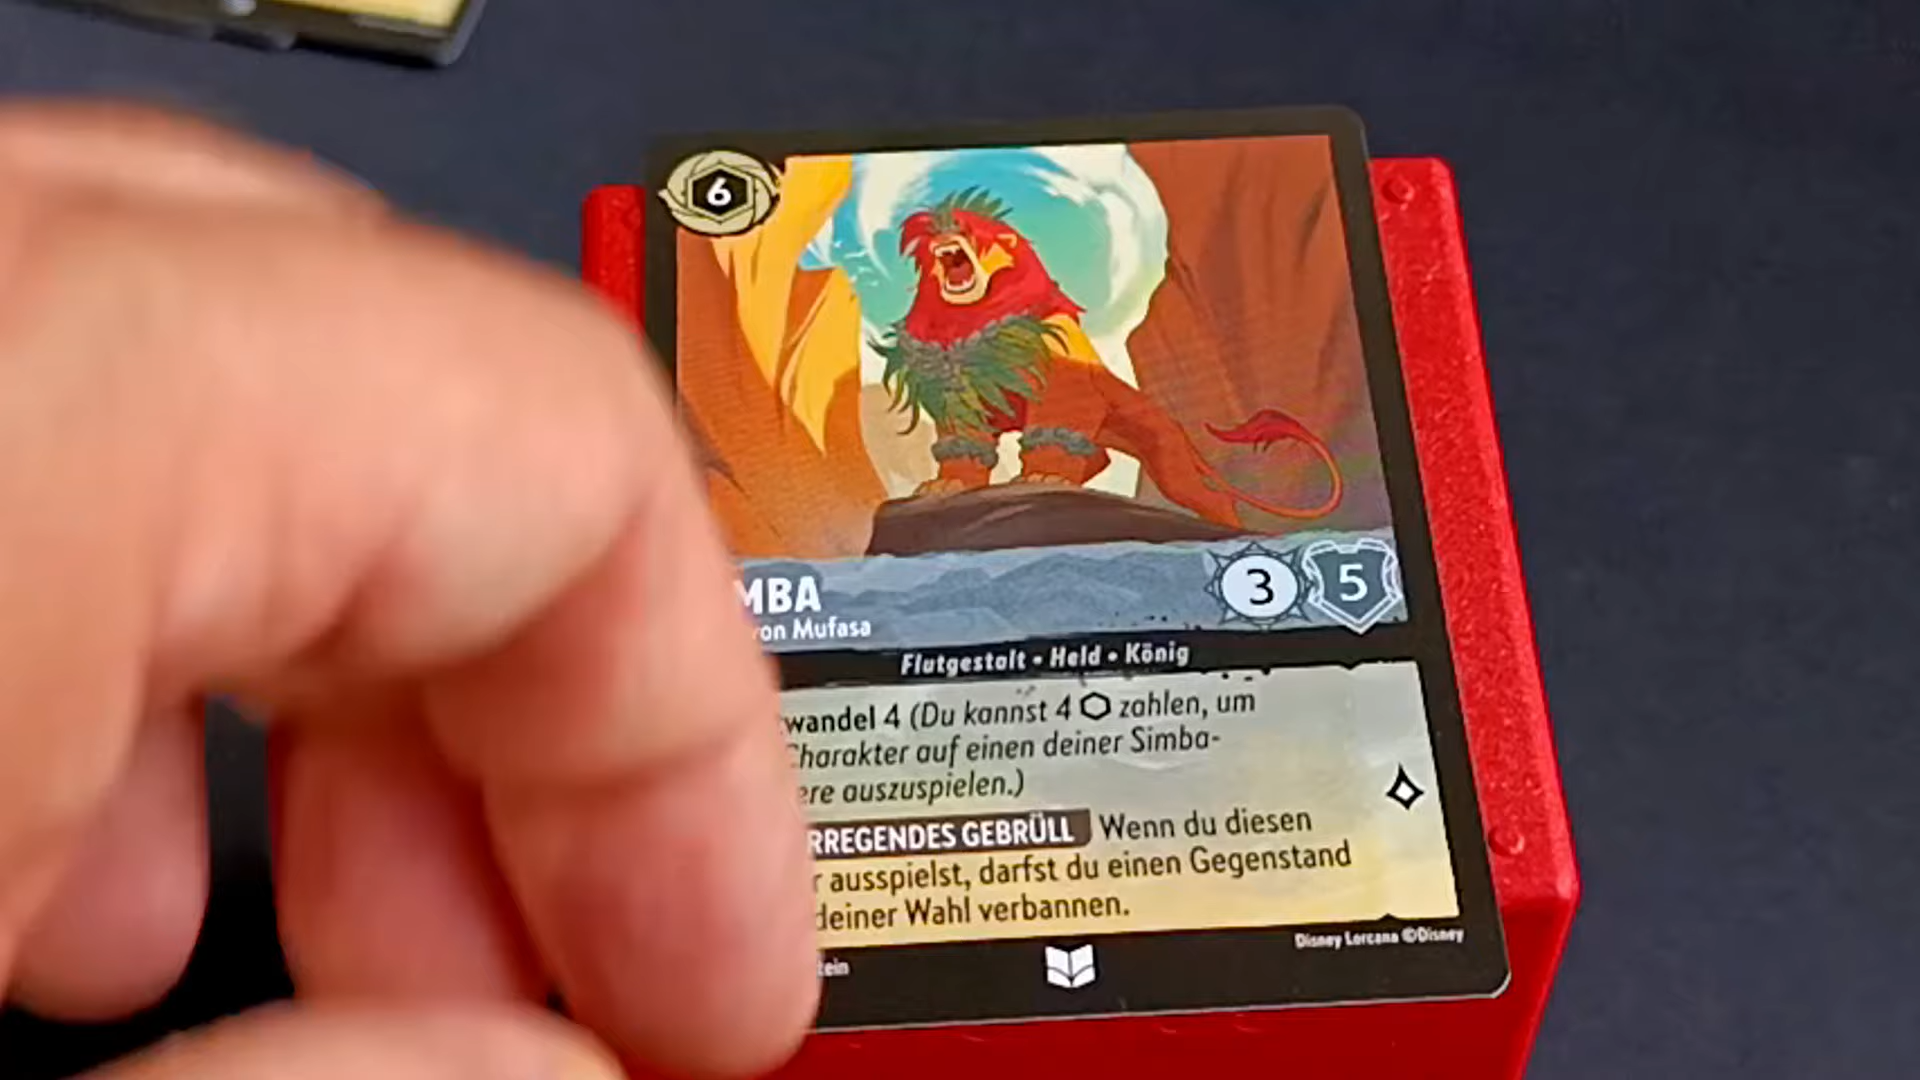 6
MBA
von Mufasa
3
5
Flutgestalt • Held • König
wandel 4 (Du kannst 4 ⬡ zahlen, um
Charakter auf einen deiner Simba-
ere auszuspielen.)
RREGENDES GEBRÜLL Wenn du diesen
r ausspielst, darfst du einen Gegenstand
deiner Wahl verbannen.
tein
Disney Lorcana ©Disney